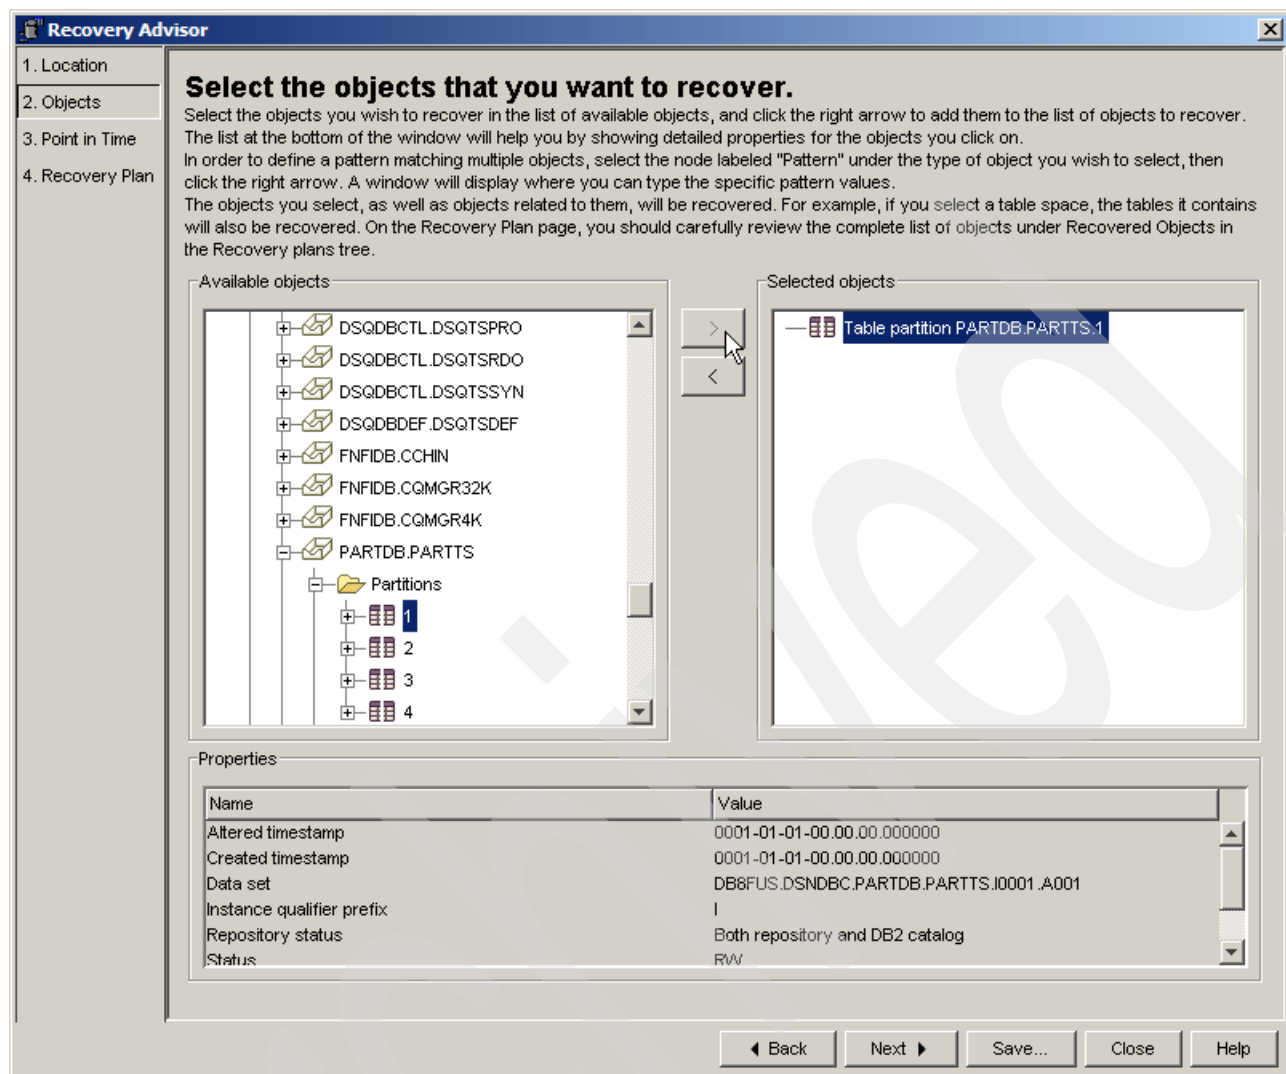 Recovery Advisor
1. Location
2. Objects
3. Point in Time
4. Recovery Plan
Select the objects that you want to recover.
Select the objects you wish to recover in the list of available objects, and click the right arrow to add them to the list of objects to recover.
The list at the bottom of the window will help you by showing detailed properties for the objects you click on.
In order to define a pattern matching multiple objects, select the node labeled "Pattern" under the type of object you wish to select, then
click the right arrow. A window will display where you can type the specific pattern values.
The objects you select, as well as objects related to them, will be recovered. For example, if you select a table space, the tables it contains
will also be recovered. On the Recovery Plan page, you should carefully review the complete list of objects under Recovered Objects in
the Recovery plans tree.
Available objects
DSQDBCTL.DSQTSPRO
DSQDBCTL.DSQTSRDO
DSQDBCTL.DSQTSSYN
DSQDBDEF.DSQTSDEF
FNFIDB.CCHIN
FNFIDB.CQMGR32K
FNFIDB.CQMGR4K
PARTDB.PARTTS
Partitions
1
2
3
4
>
<
Selected objects
Table partition PARTDB.PARTTS.1
Properties
Name Value
Altered timestamp 0001-01-01-00.00.00.000000
Created timestamp 0001-01-01-00.00.00.000000
Data set DB8FUS.DSNDBC.PARTDB.PARTTS.I0001.A001
Instance qualifier prefix I
Repository status Both repository and DB2 catalog
Status RW
Back Next Save... Close Help